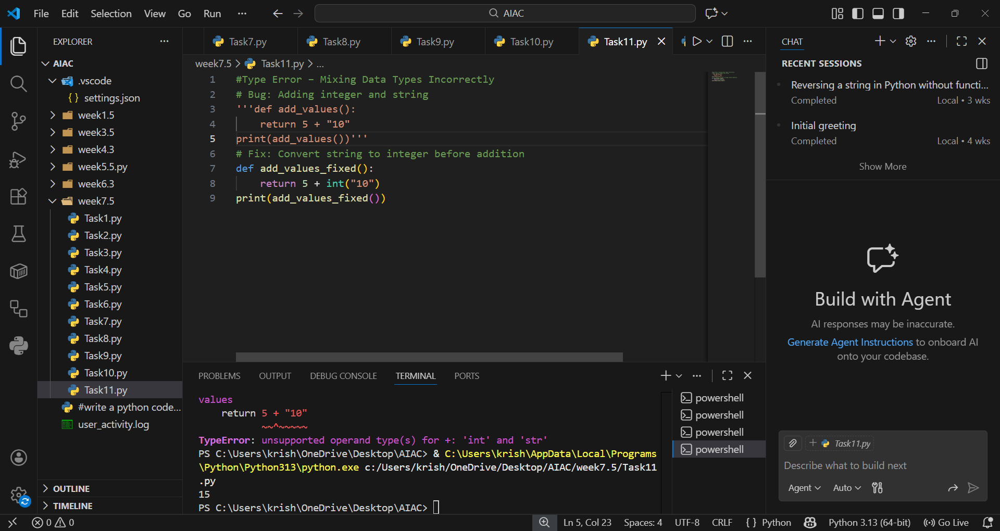 File Edit Selection View Go Run ··· AIAC
EXPLORER ···
AIAC
.vscode
{ } settings.json
week1.5
week3.5
week4.3
week5.5.py
week6.3
week7.5
Task1.py
Task2.py
Task3.py
Task4.py
Task5.py
Task6.py
Task7.py
Task8.py
Task9.py
Task10.py
Task11.py
#write a python code...
user_activity.log
OUTLINE
TIMELINE
Task7.py Task8.py Task9.py Task10.py Task11.py
week7.5 > Task11.py > ...
1 #Type Error – Mixing Data Types Incorrectly
2 # Bug: Adding integer and string
3 '''def add_values():
4     return 5 + "10"
5 print(add_values())'''
6 # Fix: Convert string to integer before addition
7 def add_values_fixed():
8     return 5 + int("10")
9 print(add_values_fixed())
PROBLEMS OUTPUT DEBUG CONSOLE TERMINAL PORTS
values
    return 5 + "10"
           ~~^~~~~~
TypeError: unsupported operand type(s) for +: 'int' and 'str'
PS C:\Users\krish\OneDrive\Desktop\AIAC> & C:\Users\krish\AppData\Local\Programs
\Python\Python313\python.exe c:/Users/krish/OneDrive/Desktop/AIAC/week7.5/Task11
.py
15
PS C:\Users\krish\OneDrive\Desktop\AIAC>
powershell
powershell
powershell
powershell
CHAT
RECENT SESSIONS
Reversing a string in Python without functi...
Completed Local • 3 wks
Initial greeting
Completed Local • 4 wks
Show More
Build with Agent
AI responses may be inaccurate.
Generate Agent Instructions to onboard AI
onto your codebase.
Task11.py
Describe what to build next
Agent Auto
0 0 Ln 5, Col 23 Spaces: 4 UTF-8 CRLF { } Python Python 3.13 (64-bit) Go Live